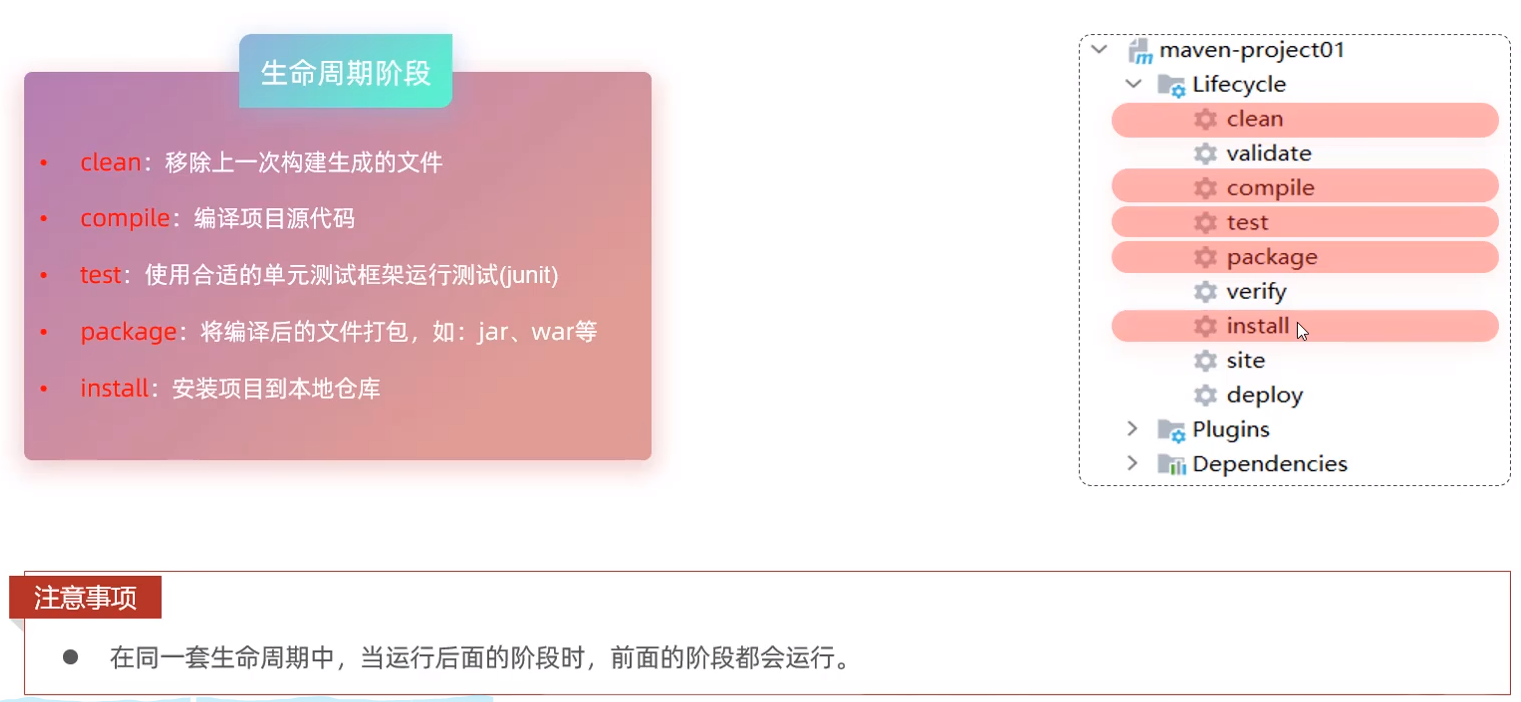 生命周期阶段
• clean：移除上一次构建生成的文件
• compile：编译项目源代码
• test：使用合适的单元测试框架运行测试(junit)
• package：将编译后的文件打包，如：jar、war等
• install：安装项目到本地仓库
maven-project01
Lifecycle
clean
validate
compile
test
package
verify
install
site
deploy
Plugins
Dependencies
注意事项
● 在同一套生命周期中，当运行后面的阶段时，前面的阶段都会运行。